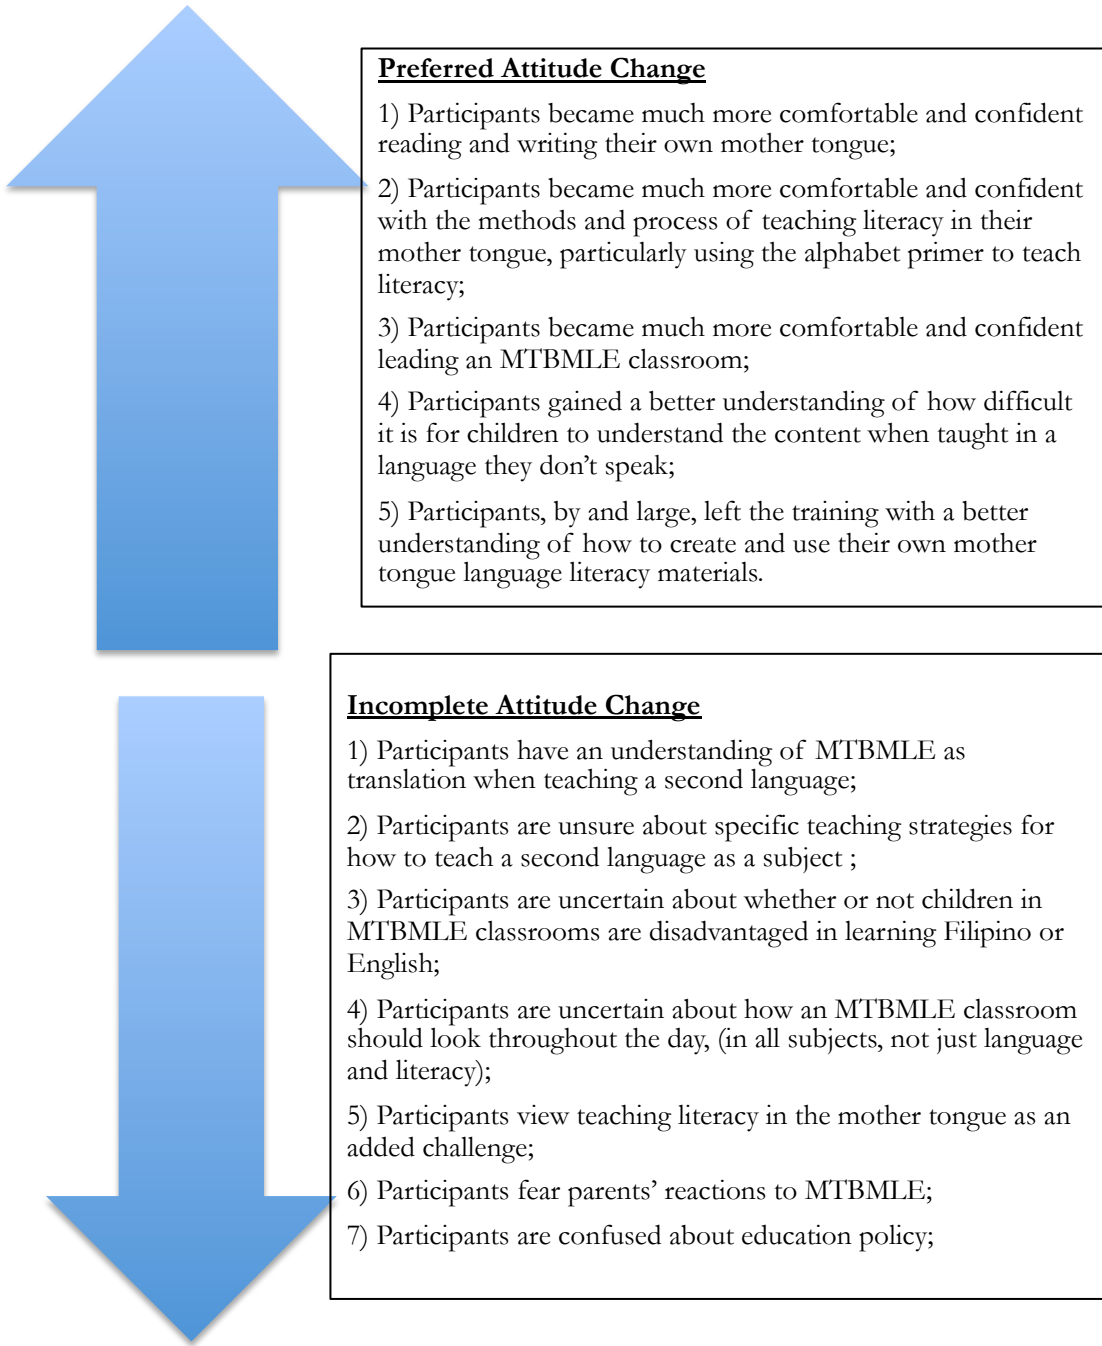 Preferred Attitude Change
1) Participants became much more comfortable and confident
reading and writing their own mother tongue;
2) Participants became much more comfortable and confident
with the methods and process of teaching literacy in their
mother tongue, particularly using the alphabet primer to teach
literacy;
3) Participants became much more comfortable and confident
leading an MTBMLE classroom;
4) Participants gained a better understanding of how difficult
it is for children to understand the content when taught in a
language they don’t speak;
5) Participants, by and large, left the training with a better
understanding of how to create and use their own mother
tongue language literacy materials.
Incomplete Attitude Change
1) Participants have an understanding of MTBMLE as
translation when teaching a second language;
2) Participants are unsure about specific teaching strategies for
how to teach a second language as a subject ;
3) Participants are uncertain about whether or not children in
MTBMLE classrooms are disadvantaged in learning Filipino or
English;
4) Participants are uncertain about how an MTBMLE classroom
should look throughout the day, (in all subjects, not just language
and literacy);
5) Participants view teaching literacy in the mother tongue as an
added challenge;
6) Participants fear parents’ reactions to MTBMLE;
7) Participants are confused about education policy;